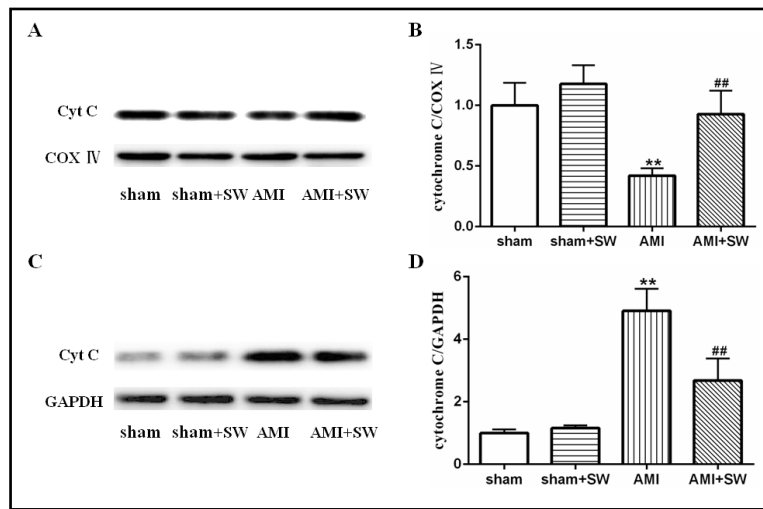 A
Cyt C
COX Ⅳ
sham sham+SW AMI AMI+SW
B
cytochrome C/COX Ⅳ
1.5
1.0
0.5
0.0
##
**
sham sham+SW AMI AMI+SW
C
Cyt C
GAPDH
sham sham+SW AMI AMI+SW
D
cytochrome C/GAPDH
6
4
2
0
**
##
sham sham+SW AMI AMI+SW